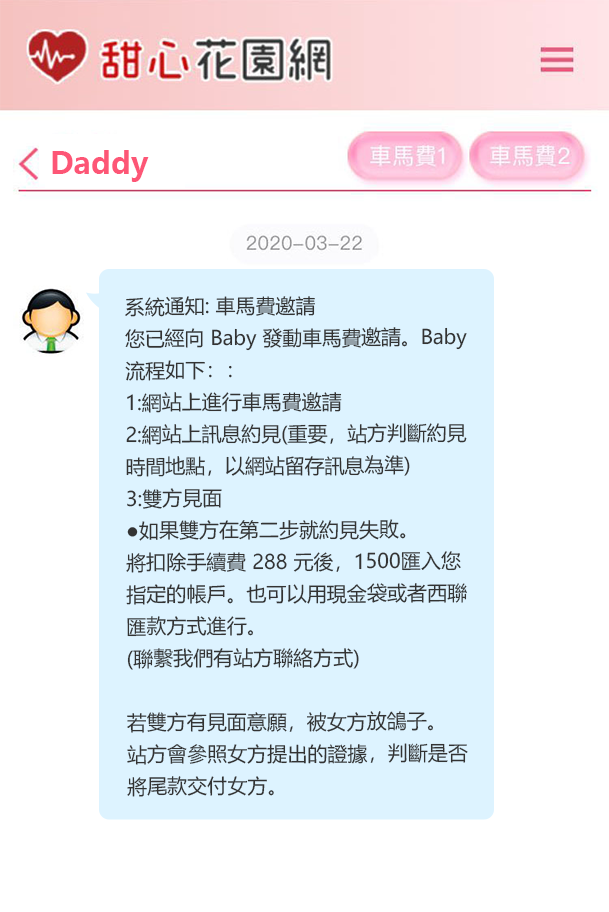 甜心花園網
Daddy
車馬費1
車馬費2
2020-03-22
系統通知: 車馬費邀請
您已經向 Baby 發動車馬費邀請。Baby
流程如下：:
1:網站上進行車馬費邀請
2:網站上訊息約見(重要，站方判斷約見
時間地點，以網站留存訊息為準)
3:雙方見面
●如果雙方在第二步就約見失敗。
將扣除手續費 288 元後，1500匯入您
指定的帳戶。也可以用現金袋或者西聯
匯款方式進行。
(聯繫我們有站方聯絡方式)
若雙方有見面意願，被女方放鴿子。
站方會參照女方提出的證據，判斷是否
將尾款交付女方。